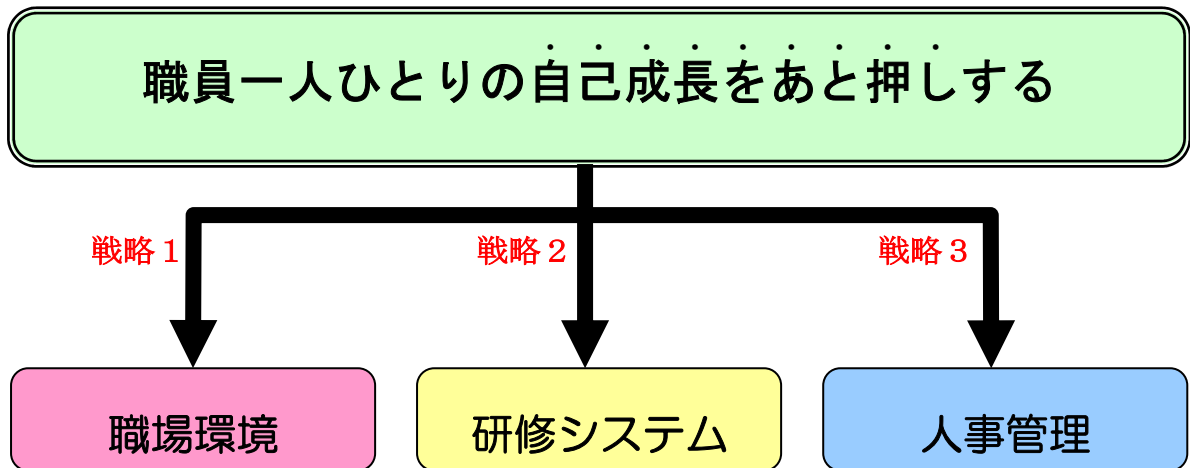 職員一人ひとりの自己成長をあと押しする
戦略１
戦略２
戦略３
職場環境
研修システム
人事管理